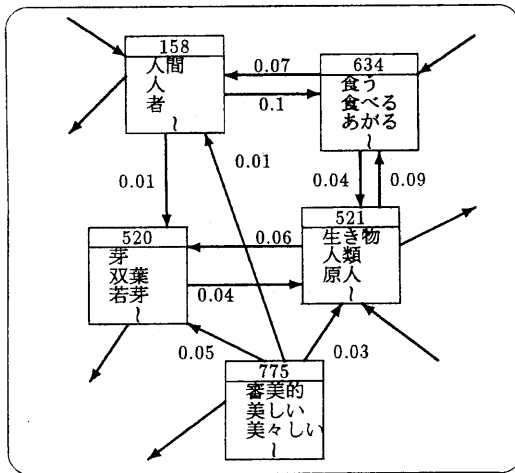 158
人間
人
者
~
634
食う
食べる
あがる
~
0.07
0.1
0.01
0.01
0.04
0.09
520
芽
双葉
若芽
~
521
生き物
人類
原人
~
0.06
0.04
0.05
0.03
775
審美的
美しい
美々しい
~